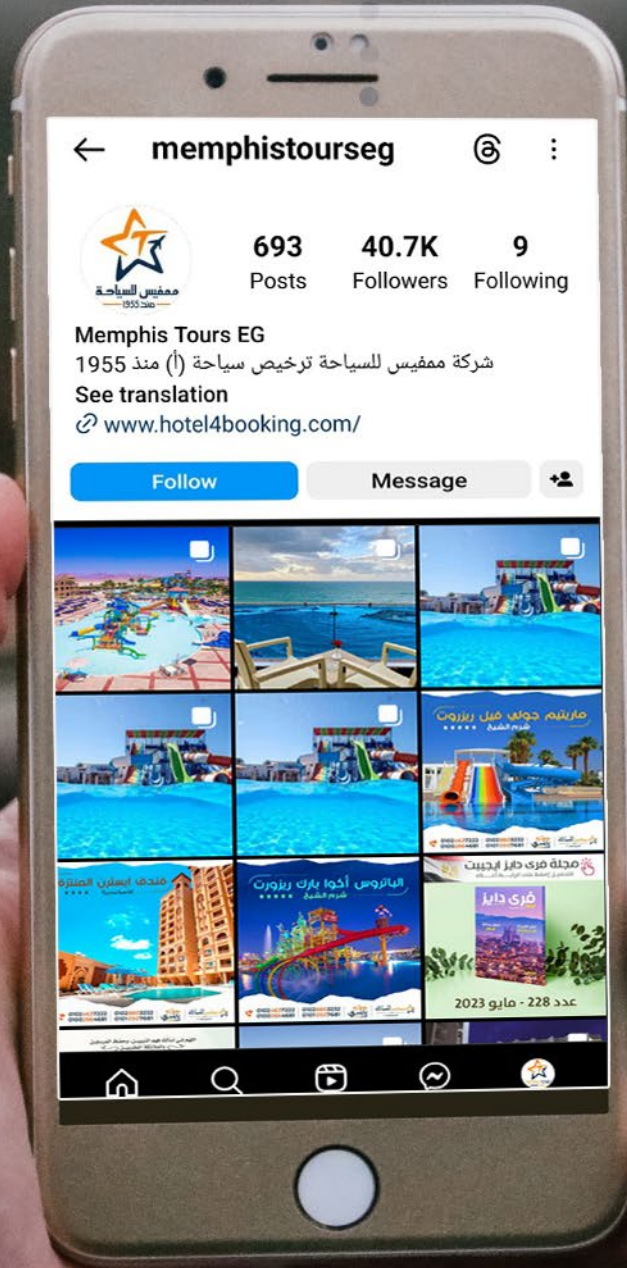 memphistourseg
ممفيس للسياحة
منذ 1955
693
40.7K
9
Posts
Followers
Following
Memphis Tours EG
شركة ممفيس للسياحة ترخيص سياحة (أ) منذ 1955
See translation
www.hotel4booking.com/
Follow
Message
ماريتيم جولي فيل ريزورت
شرم الشيخ
فندق ايسترن المنتزه
الباتروس أكوا بارك ريزورت
شرم الشيخ
مجلة فري دايز ايجيبت
فري دايز
عدد 228 - مايو 2023